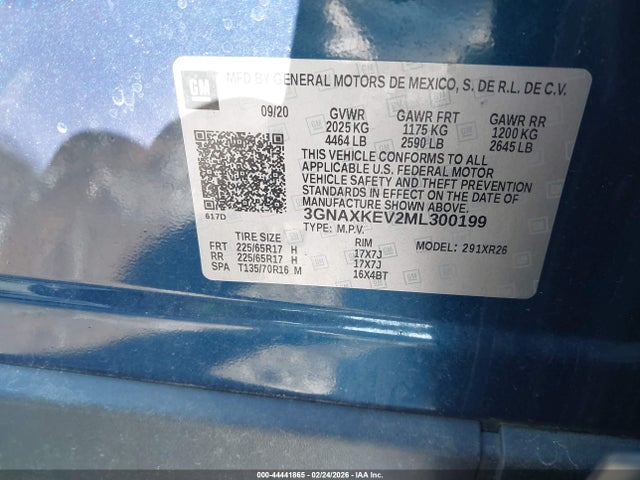 GM MFD BY GENERAL MOTORS DE MEXICO, S. DE R.L. DE C.V.
09/20 GVWR GAWR FRT GAWR RR
2025 KG 1175 KG 1200 KG
4464 LB 2590 LB 2645 LB
THIS VEHICLE CONFORMS TO ALL
APPLICABLE U.S. FEDERAL MOTOR
VEHICLE SAFETY AND THEFT PREVENTION
STANDARDS IN EFFECT ON THE DATE OF
MANUFACTURE SHOWN ABOVE.
617D
3GNAXKEV2ML300199
TYPE: M.P.V.
TIRE SIZE RIM MODEL: 291XR26
FRT 225/65R17 H 17X7J
RR 225/65R17 H 17X7J
SPA T135/70R16 M 16X4BT
000-44441865 - 02/24/2026 - IAAI.COM